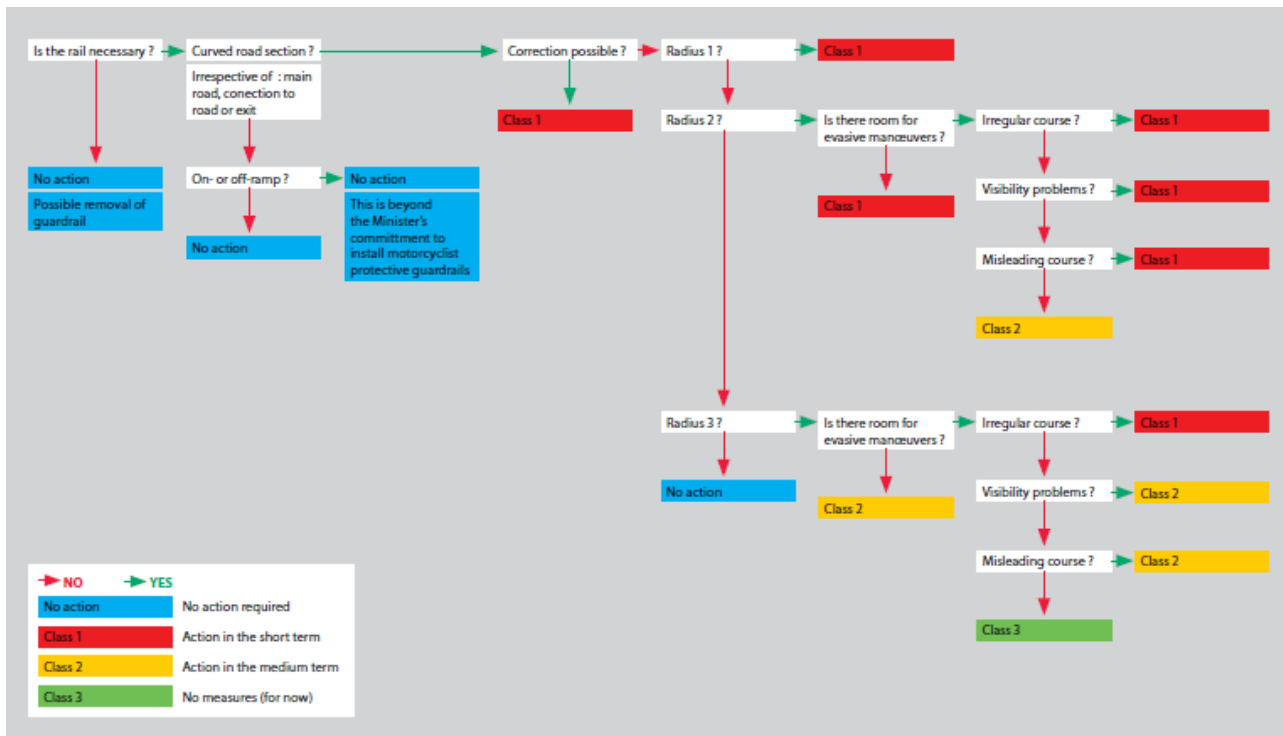 Is the rail necessary ?
Curved road section ?
Irrespective of : main
road, conection to
road or exit
Correction possible ?
Radius 1 ?
Class 1
Class 1
Radius 2 ?
Is there room for
evasive manœuvers ?
Irregular course ?
Class 1
No action
Possible removal of
guardrail
On- or off-ramp ?
No action
This is beyond
the Minister's
committment to
install motorcyclist
protective guardrails
No action
Class 1
Visibility problems ?
Class 1
Misleading course ?
Class 1
Class 2
Radius 3 ?
Is there room for
evasive manœuvers ?
Irregular course ?
Class 1
No action
Class 2
Visibility problems ?
Class 2
Misleading course ?
Class 2
Class 3
NO YES
No action No action required
Class 1 Action in the short term
Class 2 Action in the medium term
Class 3 No measures (for now)